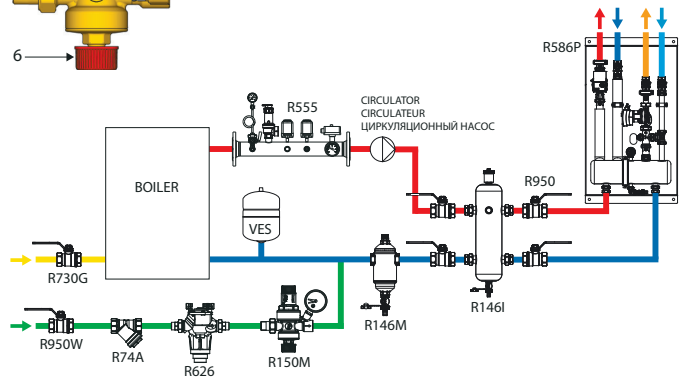 6
R586P
R555
CIRCULATOR
CIRCULATEUR
ЦИРКУЛЯЦИОННЫЙ НАСОС
BOILER
R950
VES
R730G
R146I
R146M
R950W
R74A
R150M
R626